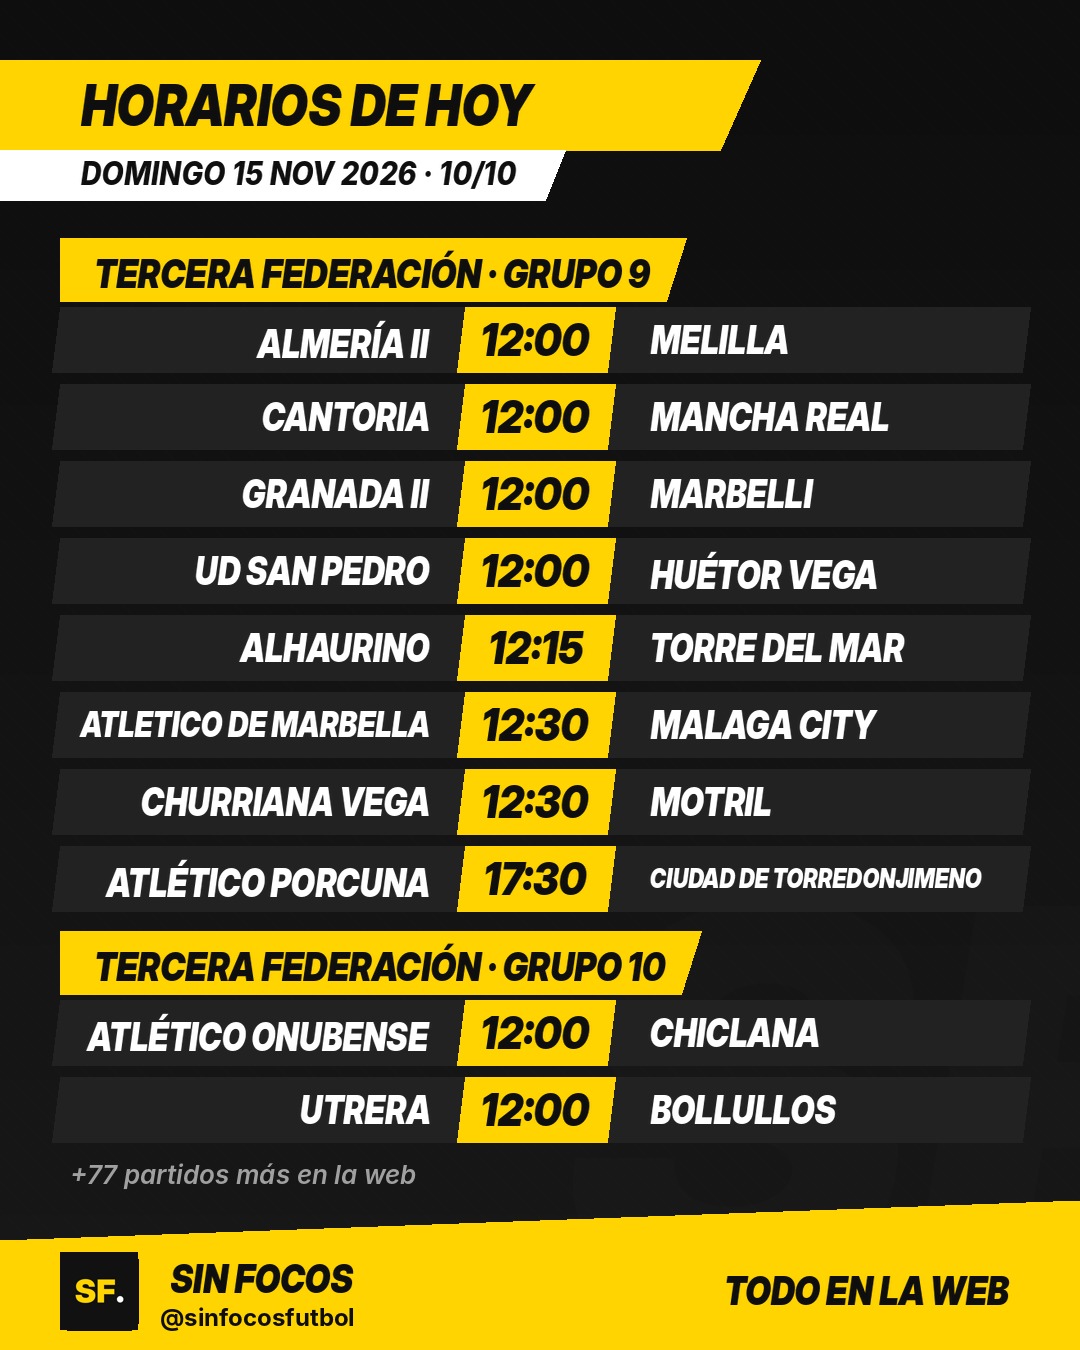 HORARIOS DE HOY
DOMINGO 15 NOV 2026 · 10/10
TERCERA FEDERACIÓN · GRUPO 9
ALMERÍA II 12:00 MELILLA
CANTORIA 12:00 MANCHA REAL
GRANADA II 12:00 MARBELLI
UD SAN PEDRO 12:00 HUÉTOR VEGA
ALHAURINO 12:15 TORRE DEL MAR
ATLETICO DE MARBELLA 12:30 MALAGA CITY
CHURRIANA VEGA 12:30 MOTRIL
ATLÉTICO PORCUNA 17:30 CIUDAD DE TORREDONJIMENO
TERCERA FEDERACIÓN · GRUPO 10
ATLÉTICO ONUBENSE 12:00 CHICLANA
UTRERA 12:00 BOLLULLOS
+77 partidos más en la web
SF.
SIN FOCOS
@sinfocosfutbol
TODO EN LA WEB